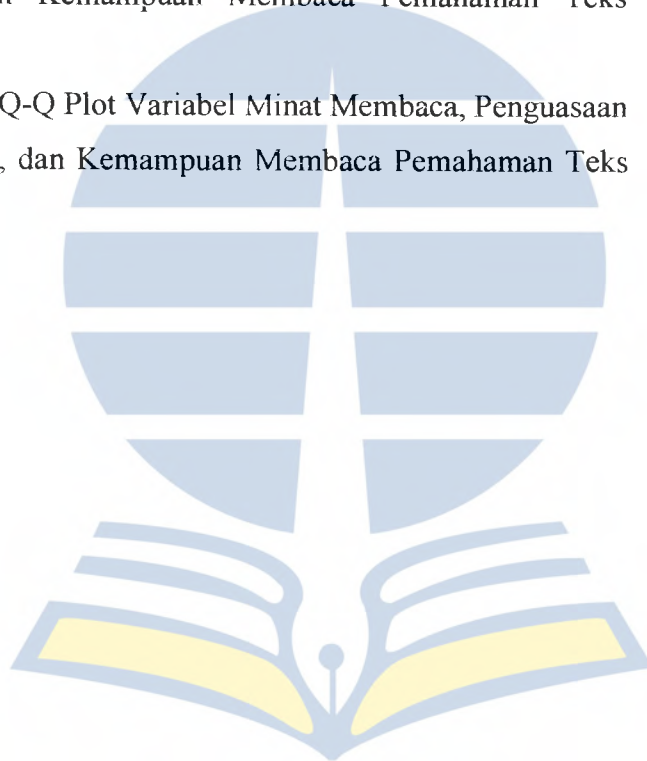 Kemampuan Membaca Pemahaman Teks
Q-Q Plot Variabel Minat Membaca, Penguasaan
, dan Kemampuan Membaca Pemahaman Teks